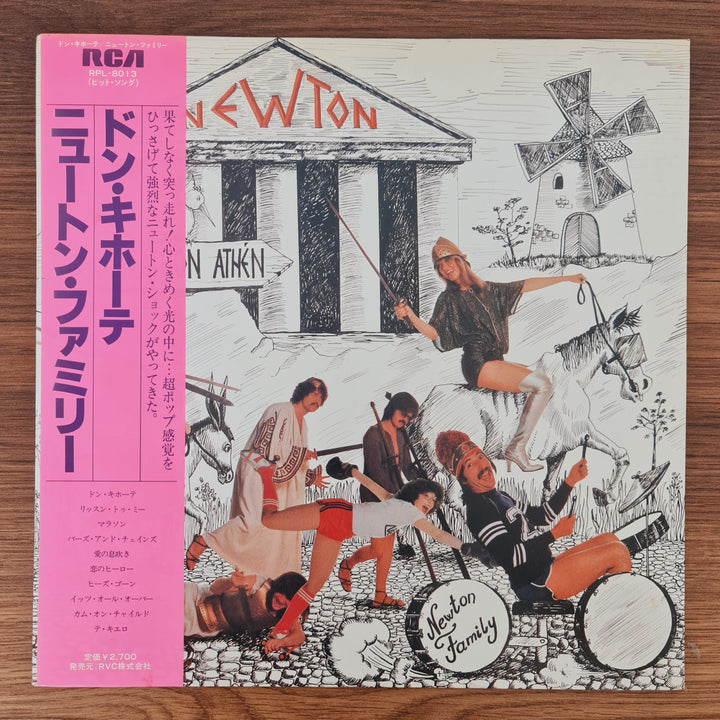 ドン・キホーテ/ニュートン・ファミリー
RCA
RPL-8013
(ヒット・ソング)
果てしなく突っ走れ!心ときめく光の中に…超ポップ感覚を
ひっさげて強烈なニュートン・ショックがやってきた。
ドン・キホーテ
ニュートン・ファミリー
ドン・キホーテ
リッスン・トゥ・ミー
マラソン
バーズ・アンド・チェインズ
愛の息吹き
恋のヒーロー
ヒーズ・ゴーン
イッツ・オール・オーバー
カム・オン・チャイルド
テ・キエロ
定価¥2,700
発売元:RVC株式会社
NEWTON
ON ATHÉN
2
Newton
Family